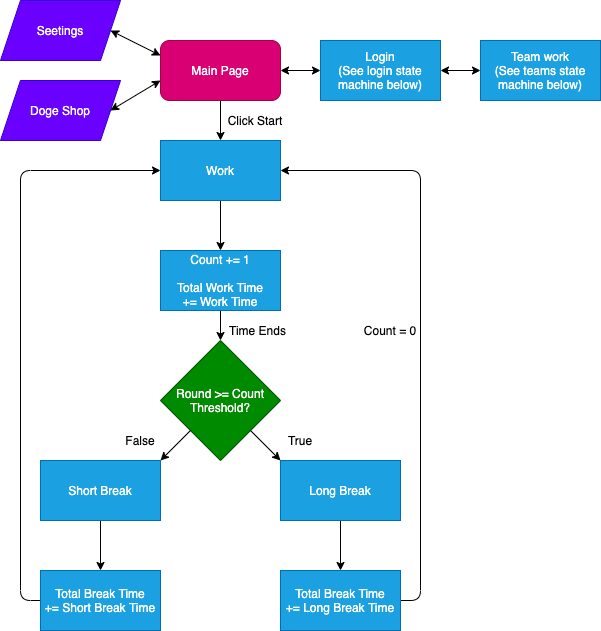 Seetings
Main Page
Login
(See login state
machine below)
Team work
(See teams state
machine below)
Doge Shop
Click Start
Work
Count += 1
Total Work Time
+= Work Time
Time Ends
Count = 0
Round >= Count
Threshold?
False
True
Short Break
Long Break
Total Break Time
+= Short Break Time
Total Break Time
+= Long Break Time